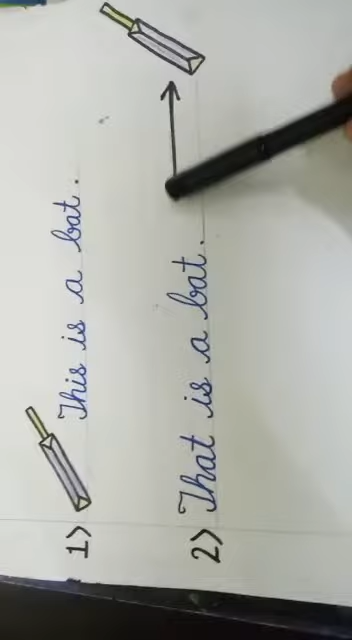 1) This is a bat.
2) That is a bat.